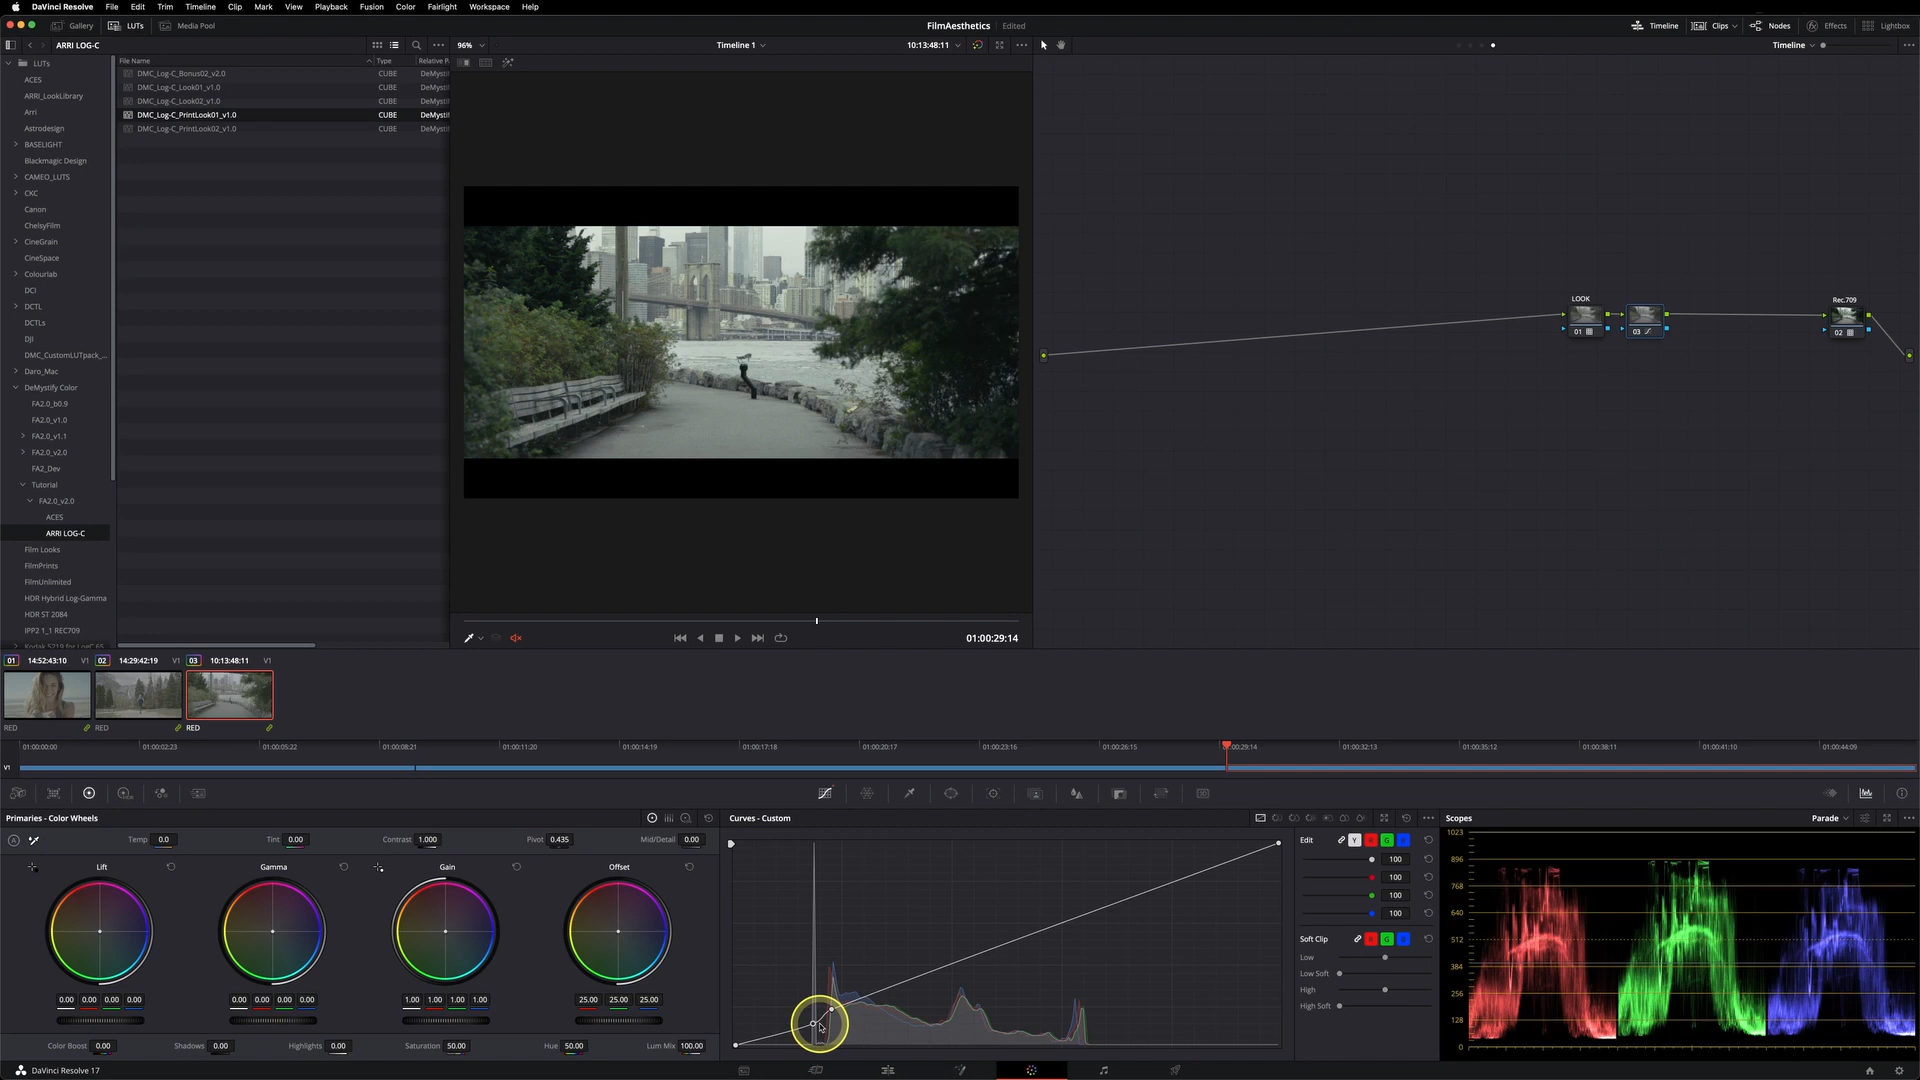 DaVinci Resolve File Edit Trim Timeline Clip Mark View Playback Fusion Color Fairlight Workspace Help
Gallery LUTs Media Pool FilmAesthetics Edited Timeline Clips Nodes Effects Lightbox
ARRI LOG-C 96% Timeline 1 10:13:48:11 Timeline
File Name Type Relative P
DMC_Log-C_Bonus02_v2.0 CUBE DeMysti
DMC_Log-C_Look01_v1.0 CUBE DeMysti
DMC_Log-C_Look02_v1.0 CUBE DeMysti
DMC_Log-C_PrintLook01_v1.0 CUBE DeMysti
DMC_Log-C_PrintLook02_v1.0 CUBE DeMysti
LUTs
ACES
ARRI_LookLibrary
Arri
Astrodesign
BASELIGHT
Blackmagic Design
CAMEO_LUTS
CKC
Canon
ChelsyFilm
CineGrain
CineSpace
Colourlab
DCI
DCTL
DCTLs
DJI
DMC_CustomLUTpack_...
Daro_Mac
DeMystify Color
FA2.0_b0.9
FA2.0_v1.0
FA2.0_v1.1
FA2.0_v2.0
FA2_Dev
Tutorial
FA2.0_v2.0
ACES
ARRI LOG-C
Film Looks
FilmPrints
FilmUnlimited
HDR Hybrid Log-Gamma
HDR ST 2084
IPP2 1_1 REC709
Kodak 5219 for LogC 65
LOOK
01
03
Rec.709
02
01:00:29:14
01 14:52:43:10 V1 02 14:29:42:19 V1 03 10:13:48:11 V1
RED RED RED
01:00:00:00 01:00:02:23 01:00:05:22 01:00:08:21 01:00:11:20 01:00:14:19 01:00:17:18 01:00:20:17 01:00:23:16 01:00:26:15 01:00:29:14 01:00:32:13 01:00:35:12 01:00:38:11 01:00:41:10 01:00:44:09
V1
Primaries - Color Wheels
Temp 0.0 Tint 0.00 Contrast 1.000 Pivot 0.435 Mid/Detail 0.00
Lift Gamma Gain Offset
0.00 0.00 0.00 0.00 0.00 0.00 0.00 0.00 1.00 1.00 1.00 1.00 25.00 25.00 25.00
Color Boost 0.00 Shadows 0.00 Highlights 0.00 Saturation 50.00 Hue 50.00 Lum Mix 100.00
Curves - Custom
Edit Y
100
100
100
100
Soft Clip
Low
Low Soft
High
High Soft
Scopes Parade
1023
896
768
640
512
384
256
128
0
DaVinci Resolve 17